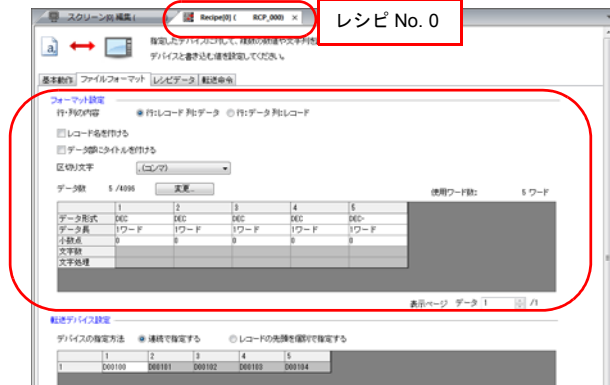 スクリーン[0] 編集 (
Recipe[0] ( RCP_000) ×
レシピ No. 0
指定したデバイスに対して、複数の数値や文字列を
デバイスと書き込む値を設定してください。
基本動作 ファイルフォーマット レシピデータ 転送命令
フォーマット設定
行・列の内容 行:レコード 列:データ 行:データ 列:レコード
レコード名を付ける
データ部にタイトルを付ける
区切り文字 , (コンマ)
データ数 5 /4096 変更... 使用ワード数: 5 ワード
1 2 3 4 5
データ形式 DEC DEC DEC DEC DEC-
データ長 1ワード 1ワード 1ワード 1ワード 1ワード
小数点 0 0 0 0 0
文字数
文字処理
表示ページ データ 1 /1
転送デバイス設定
デバイスの指定方法 連続で指定する レコードの先頭を個別で指定する
1 2 3 4 5
1 D00100 D00101 D00102 D00103 D00104